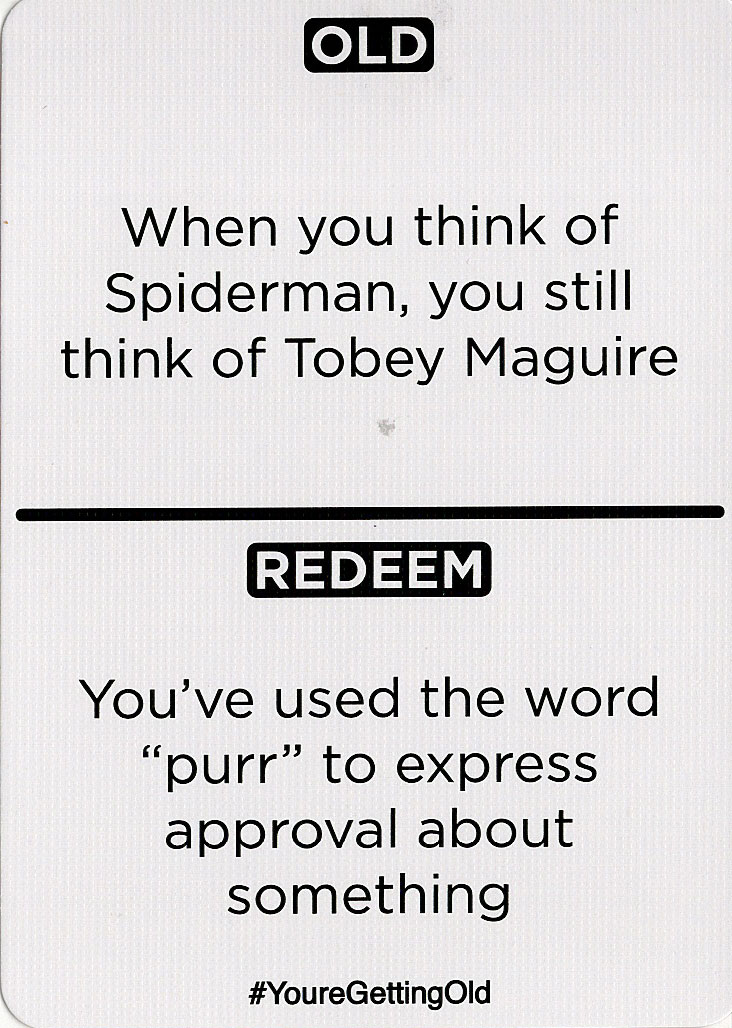 OLD
When you think of
Spiderman, you still
think of Tobey Maguire
REDEEM
You’ve used the word
“purr” to express
approval about
something
#YoureGettingOld